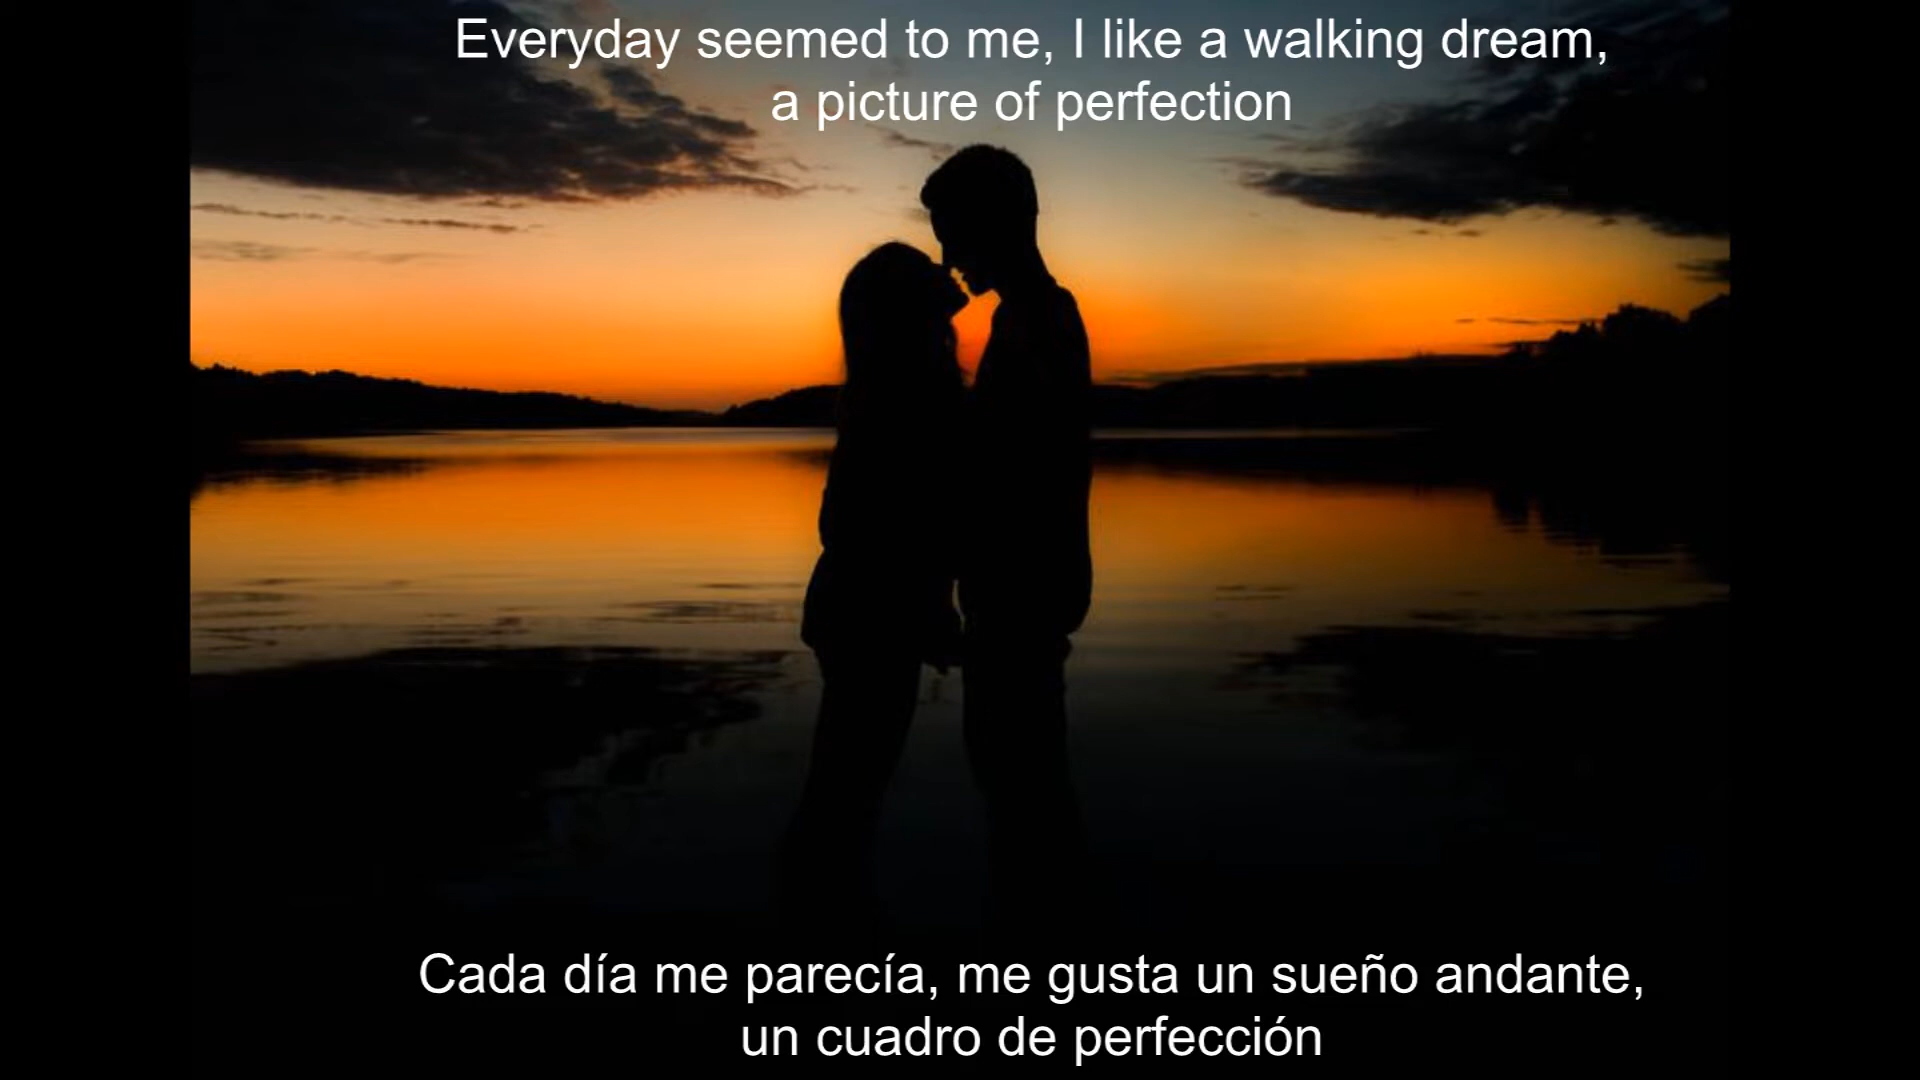 Everyday seemed to me, I like a walking dream,
a picture of perfection
Cada día me parecía, me gusta un sueño andante,
un cuadro de perfección